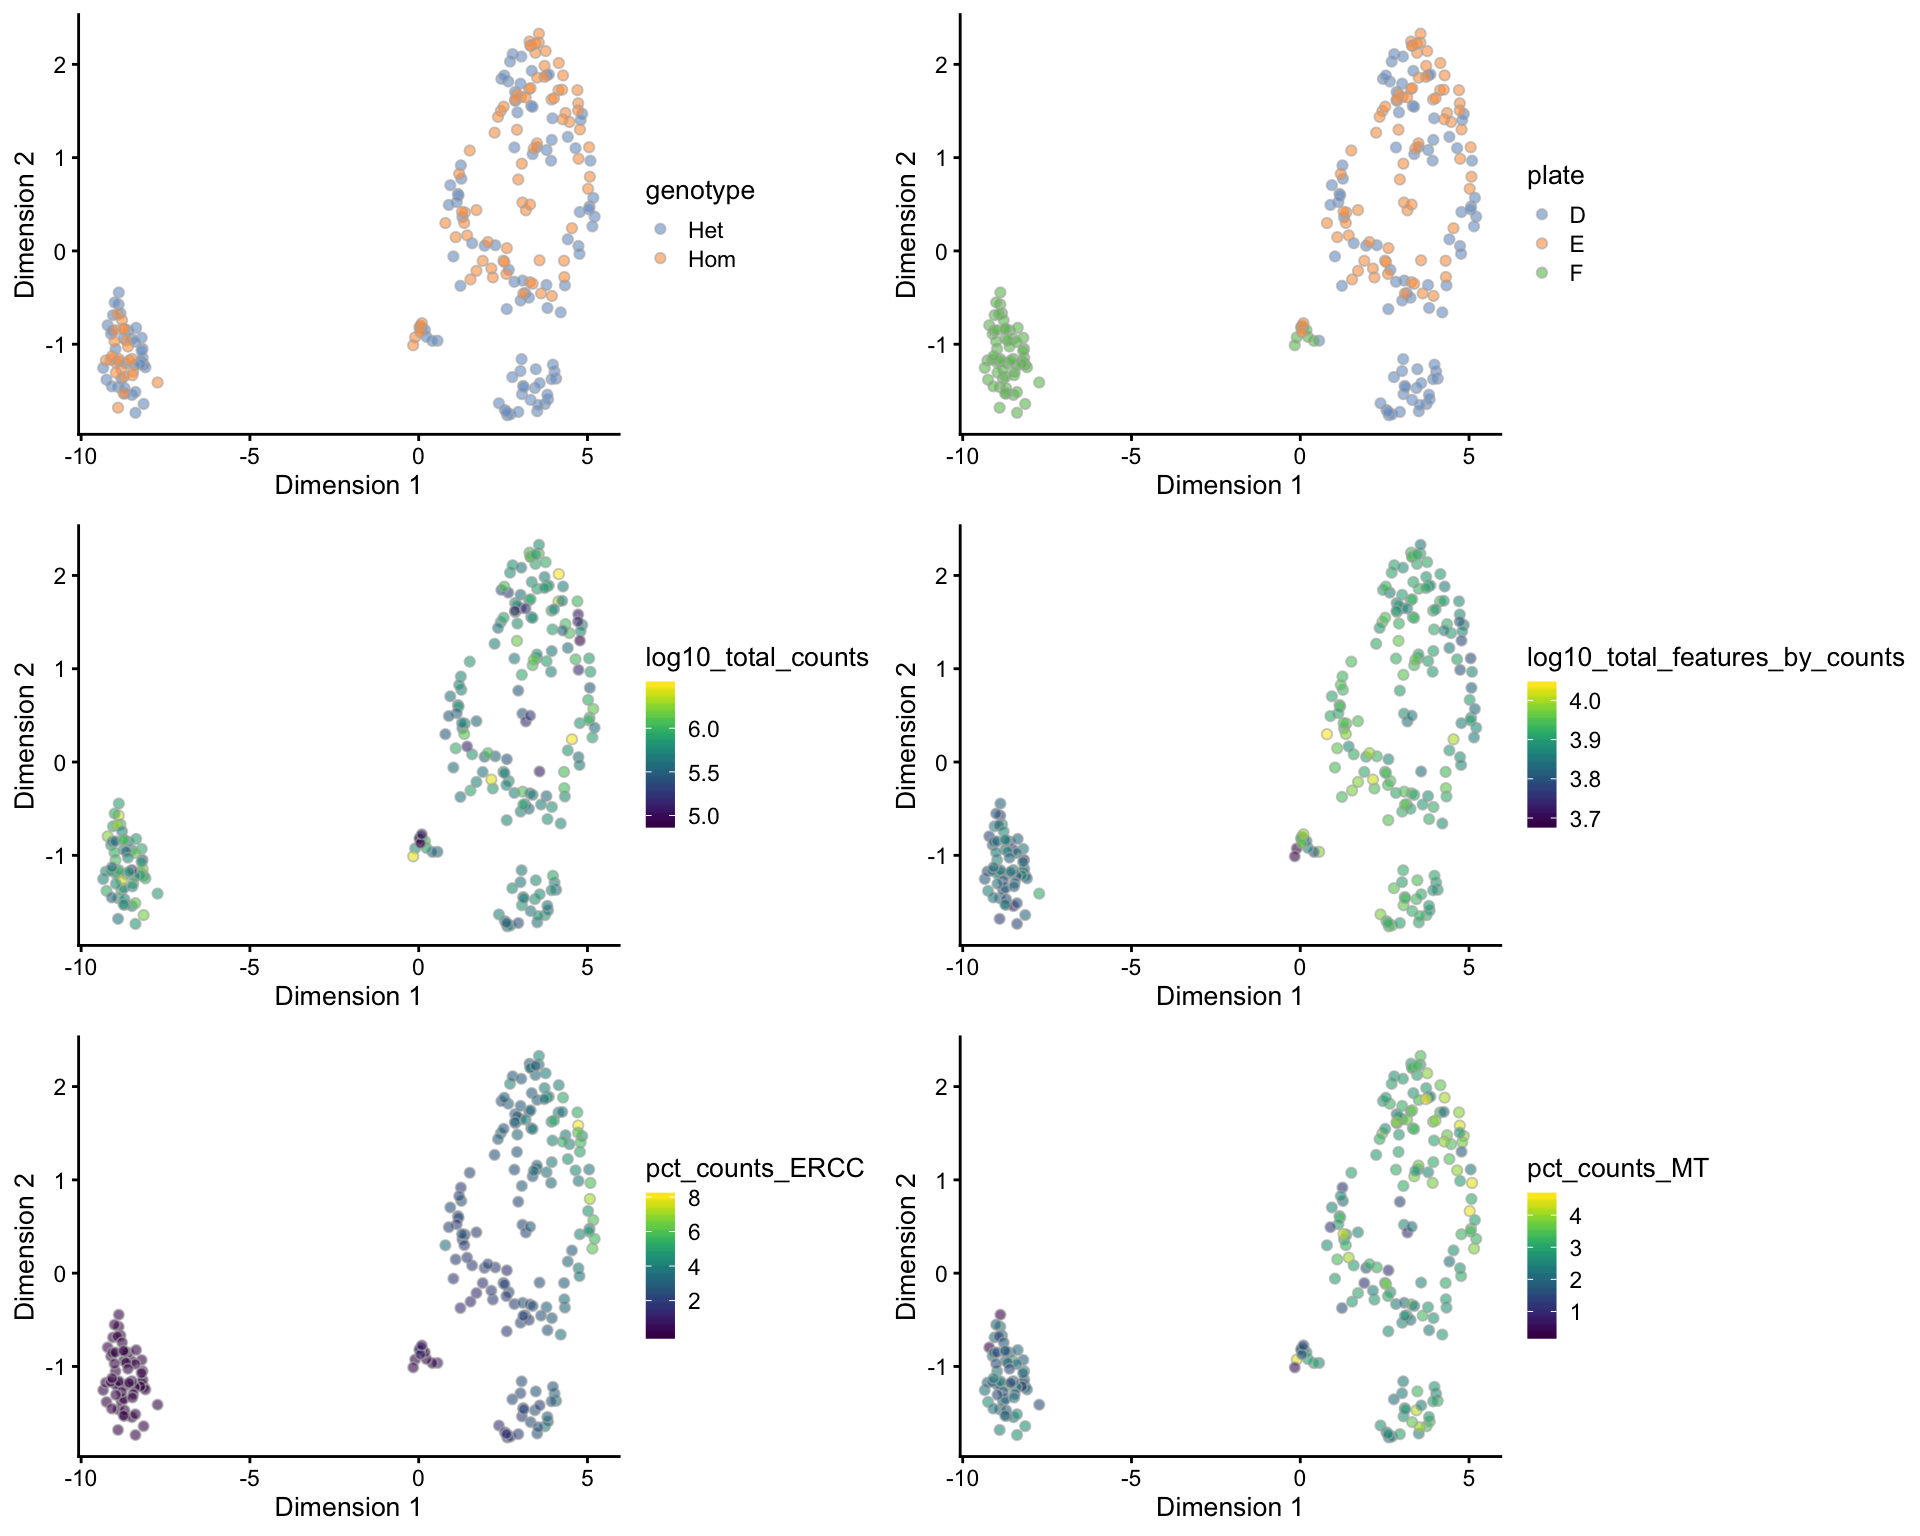 Dimension 2
2
1
0
-1
-10
-5
0
5
Dimension 1
genotype
Het
Hom
Dimension 2
2
1
0
-1
-10
-5
0
5
Dimension 1
plate
D
E
F
Dimension 2
2
1
0
-1
-10
-5
0
5
Dimension 1
log10_total_counts
6.0
5.5
5.0
Dimension 2
2
1
0
-1
-10
-5
0
5
Dimension 1
log10_total_features_by_counts
4.0
3.9
3.8
3.7
Dimension 2
2
1
0
-1
-10
-5
0
5
Dimension 1
pct_counts_ERCC
8
6
4
2
Dimension 2
2
1
0
-1
-10
-5
0
5
Dimension 1
pct_counts_MT
4
3
2
1